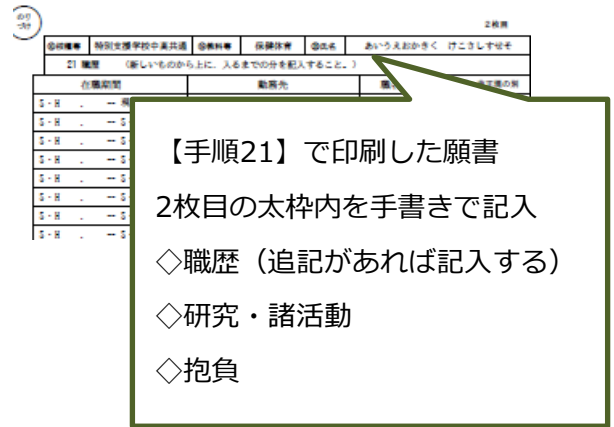 のり
づけ
2枚目
特別支援学校中高共通 ⑨教科等 保健体育 ⑳氏名 あいうえおかきく けこさしすせそ
21 職歴 (新しいものから上に、入るまでの分を記入すること。)
在職期間 勤務先
S・H . ―
S・H . ― S
S・H . ― S
S・H . ― S
S・H . ― S
S・H . ― S
S・H . ― S
S・H . ― S
【手順21】で印刷した願書
2枚目の太枠内を手書きで記入
◇職歴（追記があれば記入する）
◇研究・諸活動
◇抱負